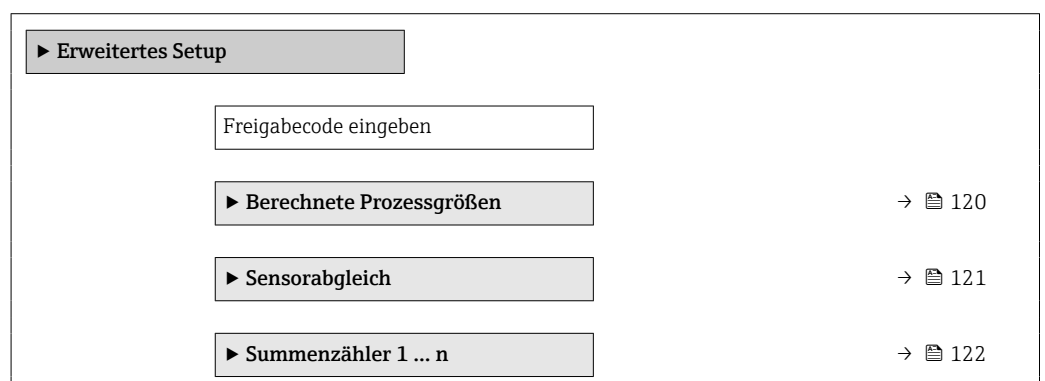 ▶ Erweitertes Setup
Freigabecode eingeben
▶ Berechnete Prozessgrößen → 🖺 120
▶ Sensorabgleich → 🖺 121
▶ Summenzähler 1 ... n → 🖺 122